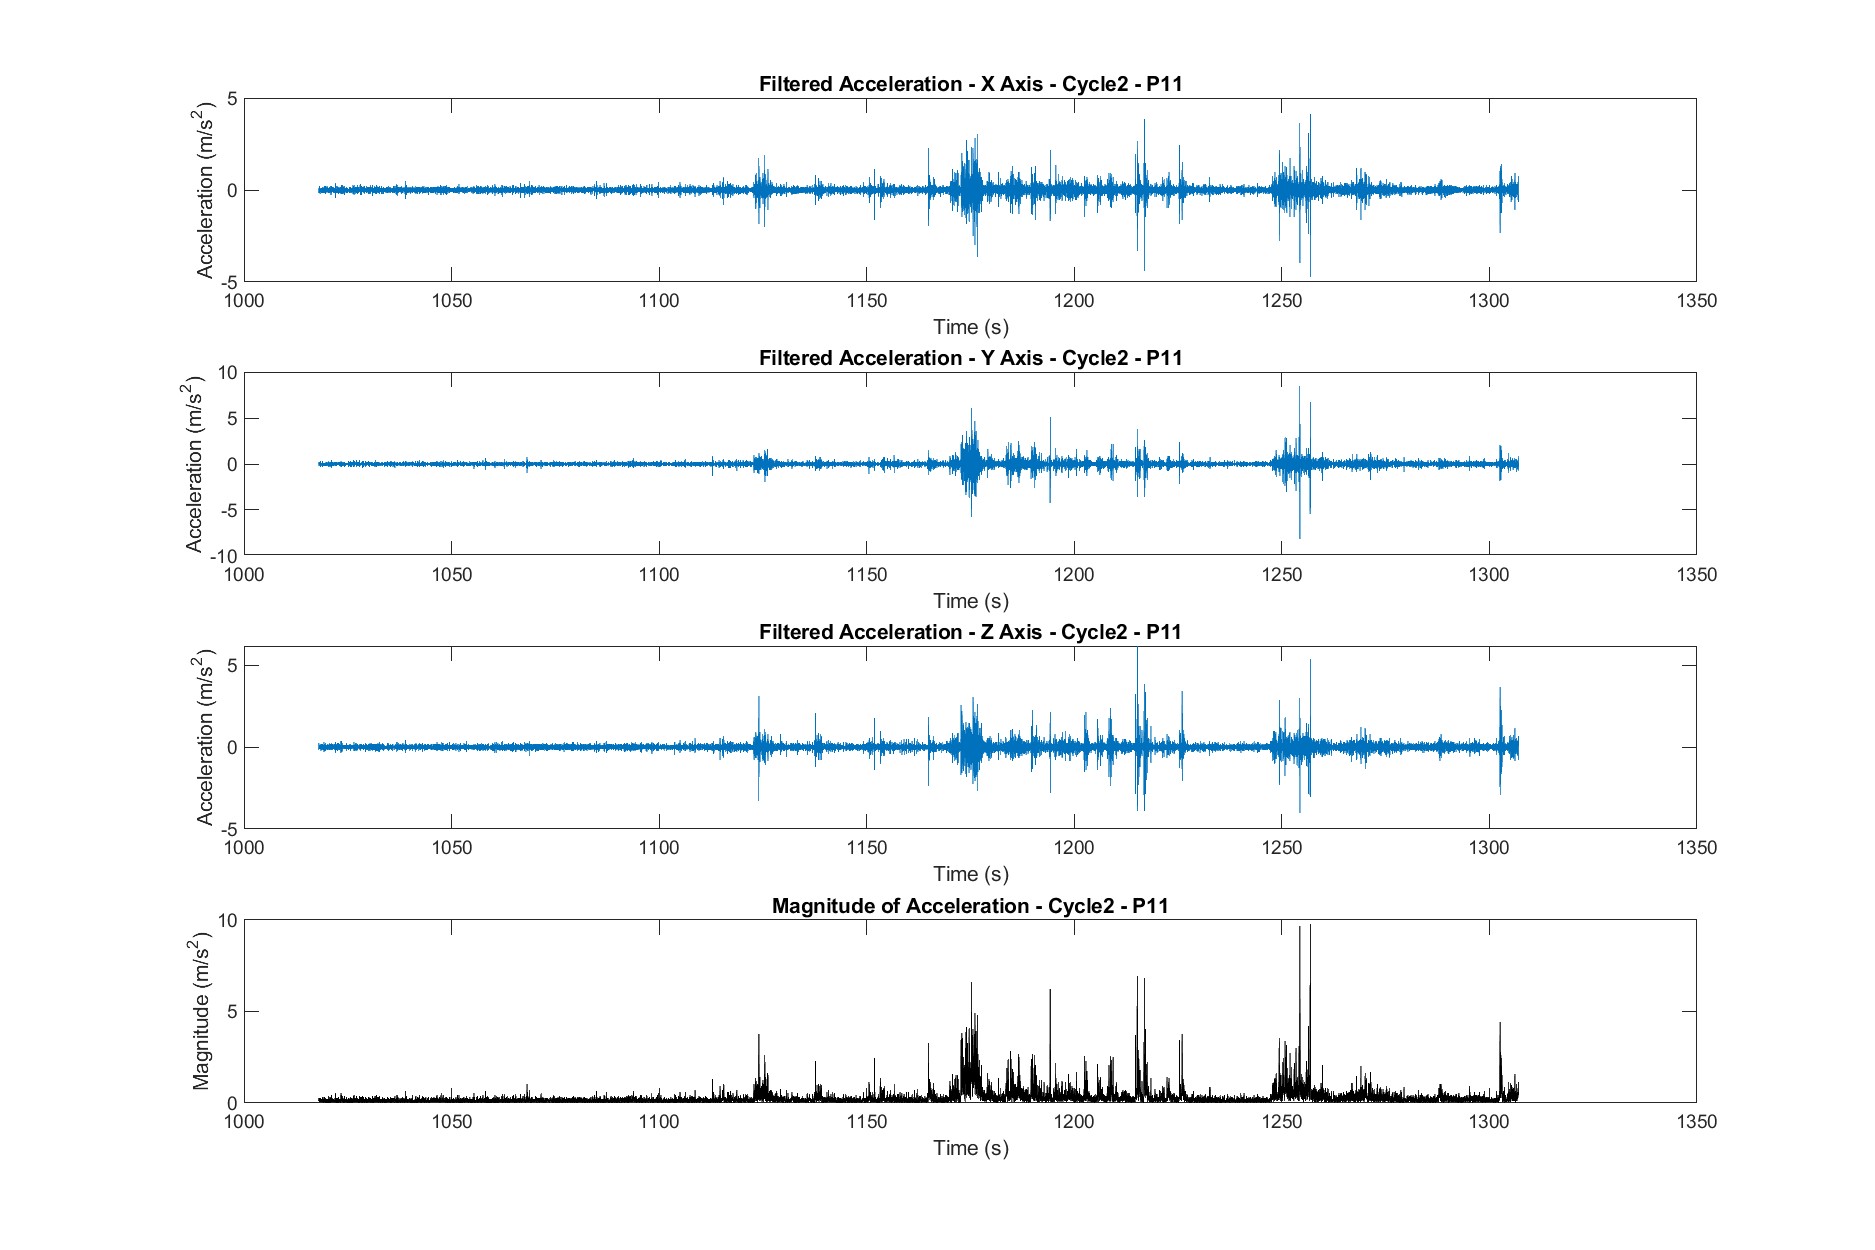 Filtered Acceleration - X Axis - Cycle2 - P11
Acceleration (m/s²)
5
0
-5
1000 1050 1100 1150 1200 1250 1300 1350
Time (s)
Filtered Acceleration - Y Axis - Cycle2 - P11
Acceleration (m/s²)
10
5
0
-5
-10
1000 1050 1100 1150 1200 1250 1300 1350
Time (s)
Filtered Acceleration - Z Axis - Cycle2 - P11
Acceleration (m/s²)
5
0
-5
1000 1050 1100 1150 1200 1250 1300 1350
Time (s)
Magnitude of Acceleration - Cycle2 - P11
Magnitude (m/s²)
10
5
0
1000 1050 1100 1150 1200 1250 1300 1350
Time (s)